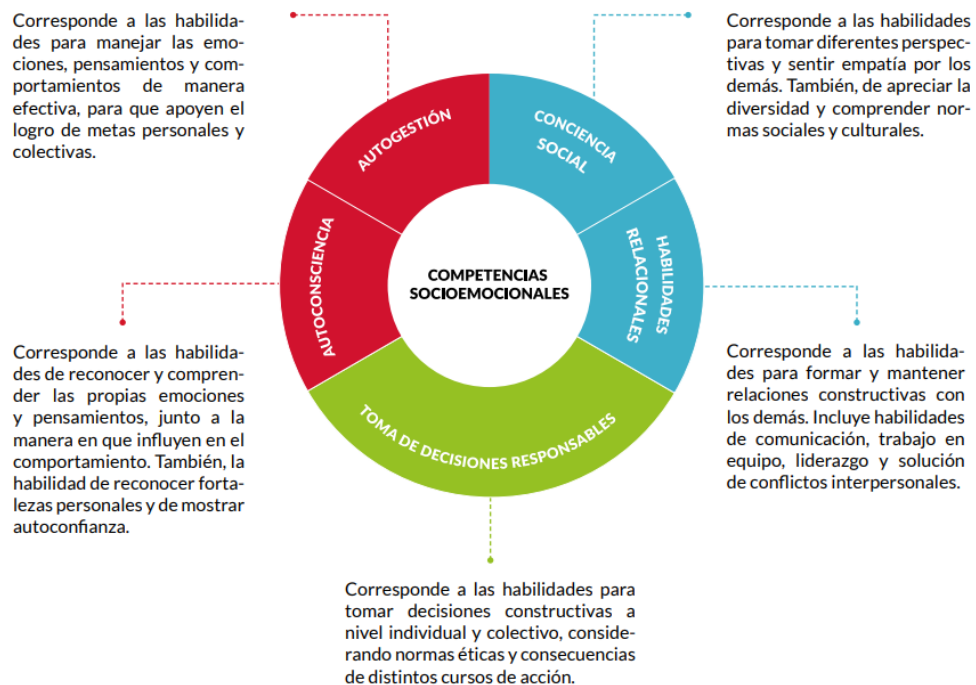 Corresponde a las habilida-
des para manejar las emo-
ciones, pensamientos y com-
portamientos de manera
efectiva, para que apoyen el
logro de metas personales y
colectivas.
Corresponde a las habilidades
para tomar diferentes perspec-
tivas y sentir empatía por los
demás. También, de apreciar la
diversidad y comprender nor-
mas sociales y culturales.
AUTOGESTIÓN
CONCIENCIA
SOCIAL
AUTOCONSCIENCIA
COMPETENCIAS
SOCIOEMOCIONALES
HABILIDADES
RELACIONALES
TOMA DE DECISIONES RESPONSABLES
Corresponde a las habilida-
des de reconocer y compren-
der las propias emociones
y pensamientos, junto a la
manera en que influyen en el
comportamiento. También, la
habilidad de reconocer forta-
lezas personales y de mostrar
autoconfianza.
Corresponde a las habilida-
des para formar y mantener
relaciones constructivas con
los demás. Incluye habilidades
de comunicación, trabajo en
equipo, liderazgo y solución
de conflictos interpersonales.
Corresponde a las habilidades para
tomar decisiones constructivas a
nivel individual y colectivo, conside-
rando normas éticas y consecuencias
de distintos cursos de acción.